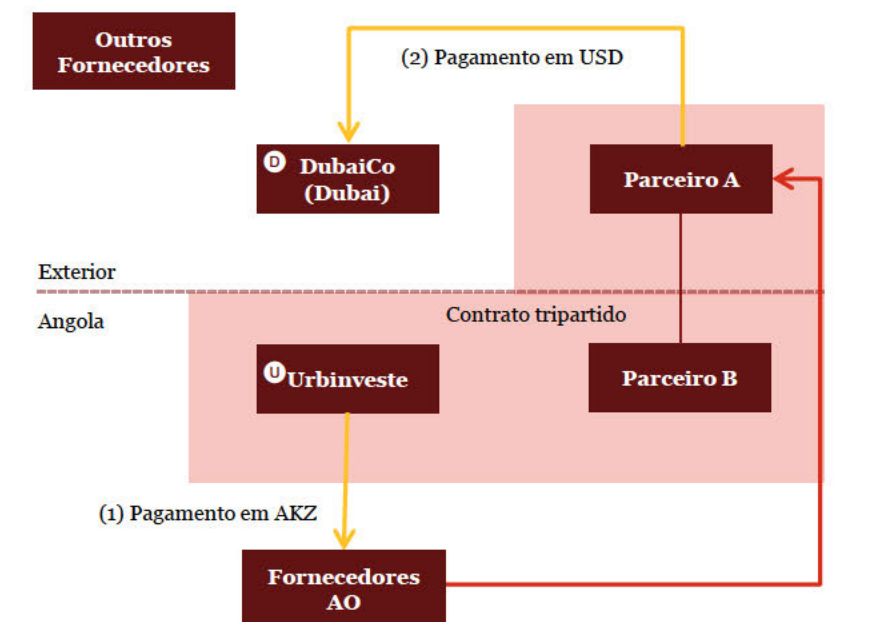 Outros
Fornecedores
(2) Pagamento em USD
D DubaiCo
(Dubai)
Parceiro A
Exterior
Angola
Contrato tripartido
U Urbinveste
Parceiro B
(1) Pagamento em AKZ
Fornecedores
AO